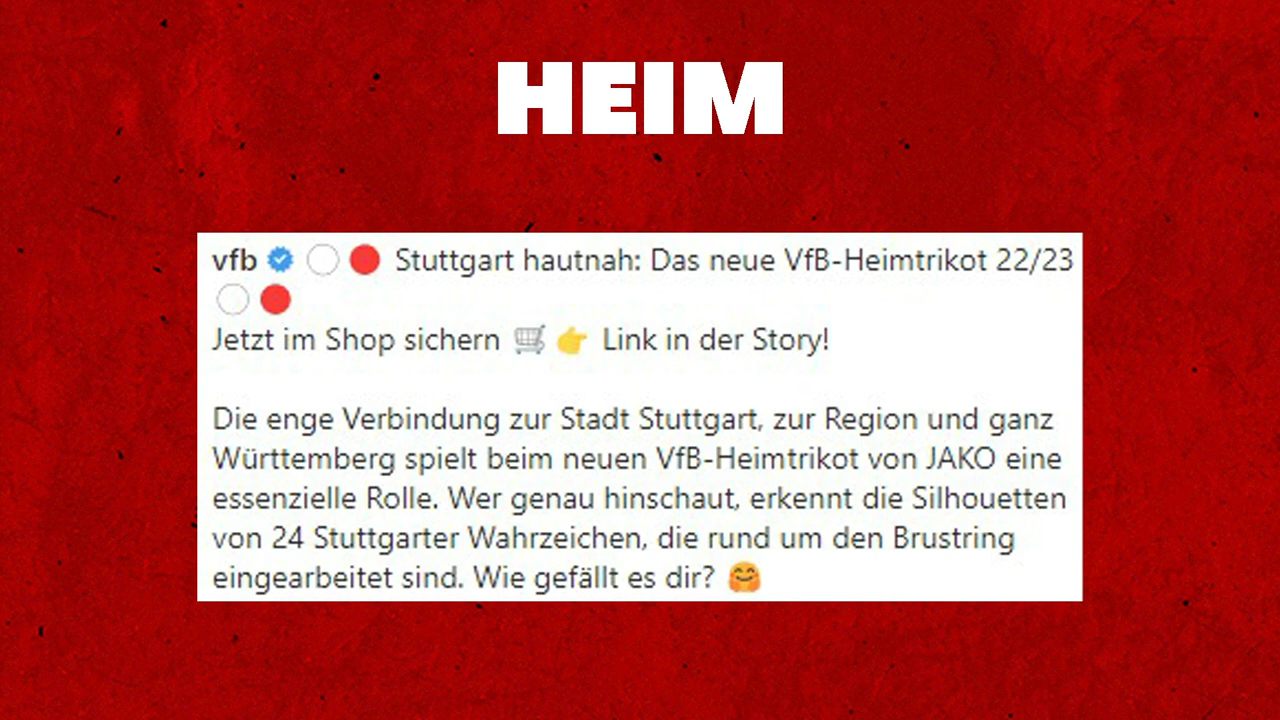 HEIM
vfb ⚪🔴 Stuttgart hautnah: Das neue VfB-Heimtrikot 22/23
⚪🔴
Jetzt im Shop sichern 🛒👉 Link in der Story!
Die enge Verbindung zur Stadt Stuttgart, zur Region und ganz
Württemberg spielt beim neuen VfB-Heimtrikot von JAKO eine
essenzielle Rolle. Wer genau hinschaut, erkennt die Silhouetten
von 24 Stuttgarter Wahrzeichen, die rund um den Brustring
eingearbeitet sind. Wie gefällt es dir? 🤗